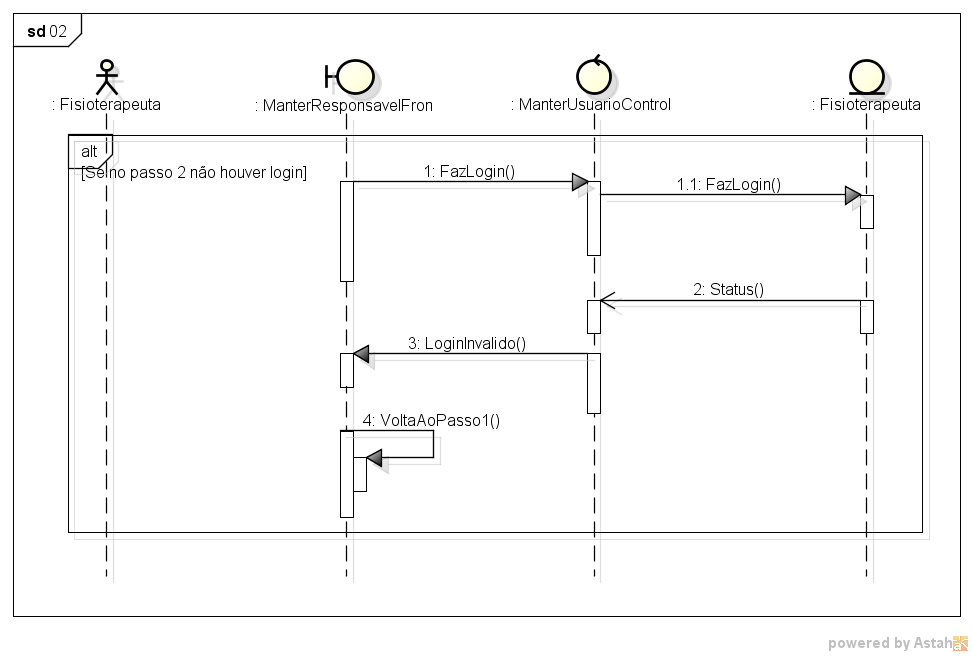 sd 02
: Fisioterapeuta
: ManterResponsavelFron
: ManterUsuarioControl
: Fisioterapeuta
alt
[Se no passo 2 não houver login]
1: FazLogin()
1.1: FazLogin()
2: Status()
3: LoginInvalido()
4: VoltaAoPasso1()
powered by Astah